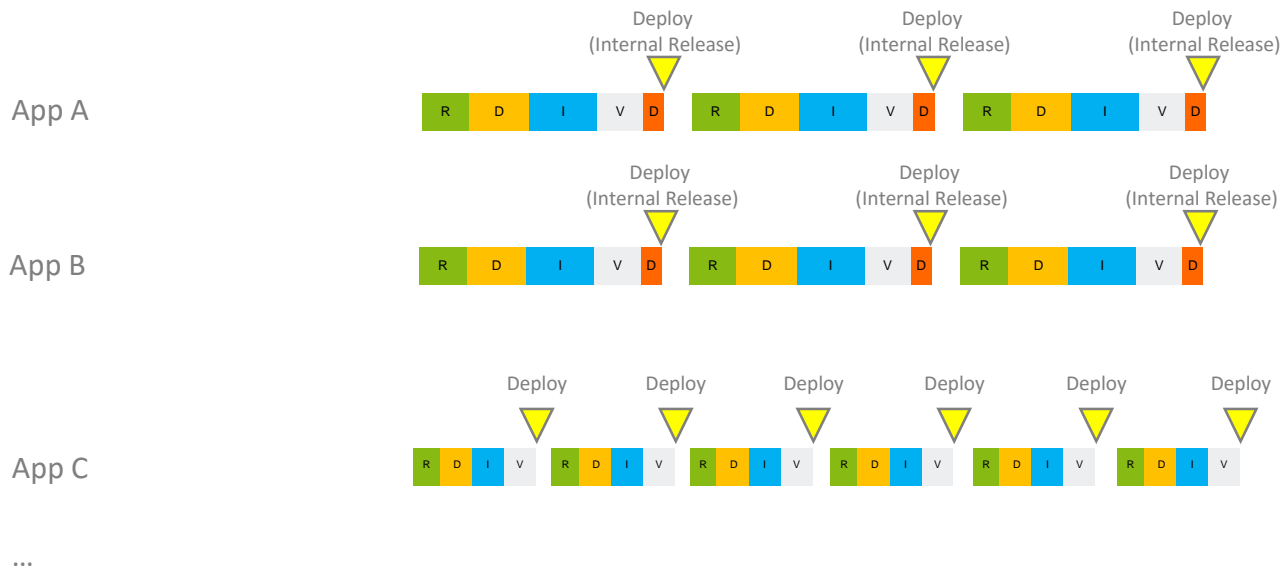 Deploy Deploy Deploy
(Internal Release) (Internal Release) (Internal Release)
App A R D I V D R D I V D R D I V D
Deploy Deploy Deploy
(Internal Release) (Internal Release) (Internal Release)
App B R D I V D R D I V D R D I V D
Deploy Deploy Deploy Deploy Deploy Deploy
App C R D I V R D I V R D I V R D I V R D I V R D I V
...